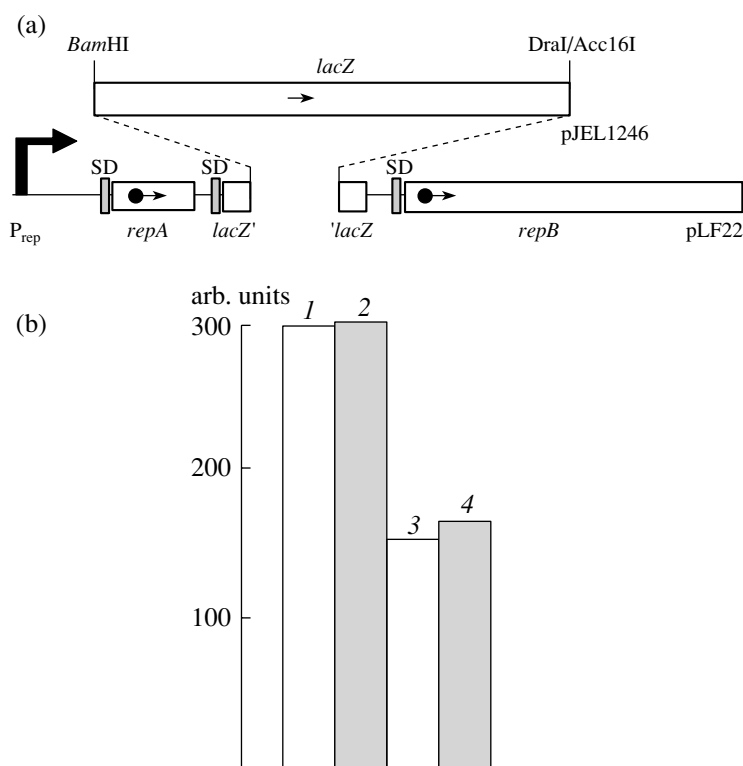 (a)
BamHI
DraI/Acc16I
lacZ
pJEL1246
SD
SD
SD
P rep
repA
lacZ'
'lacZ
repB
pLF22
(b)
arb. units
300
1
2
200
3
4
100